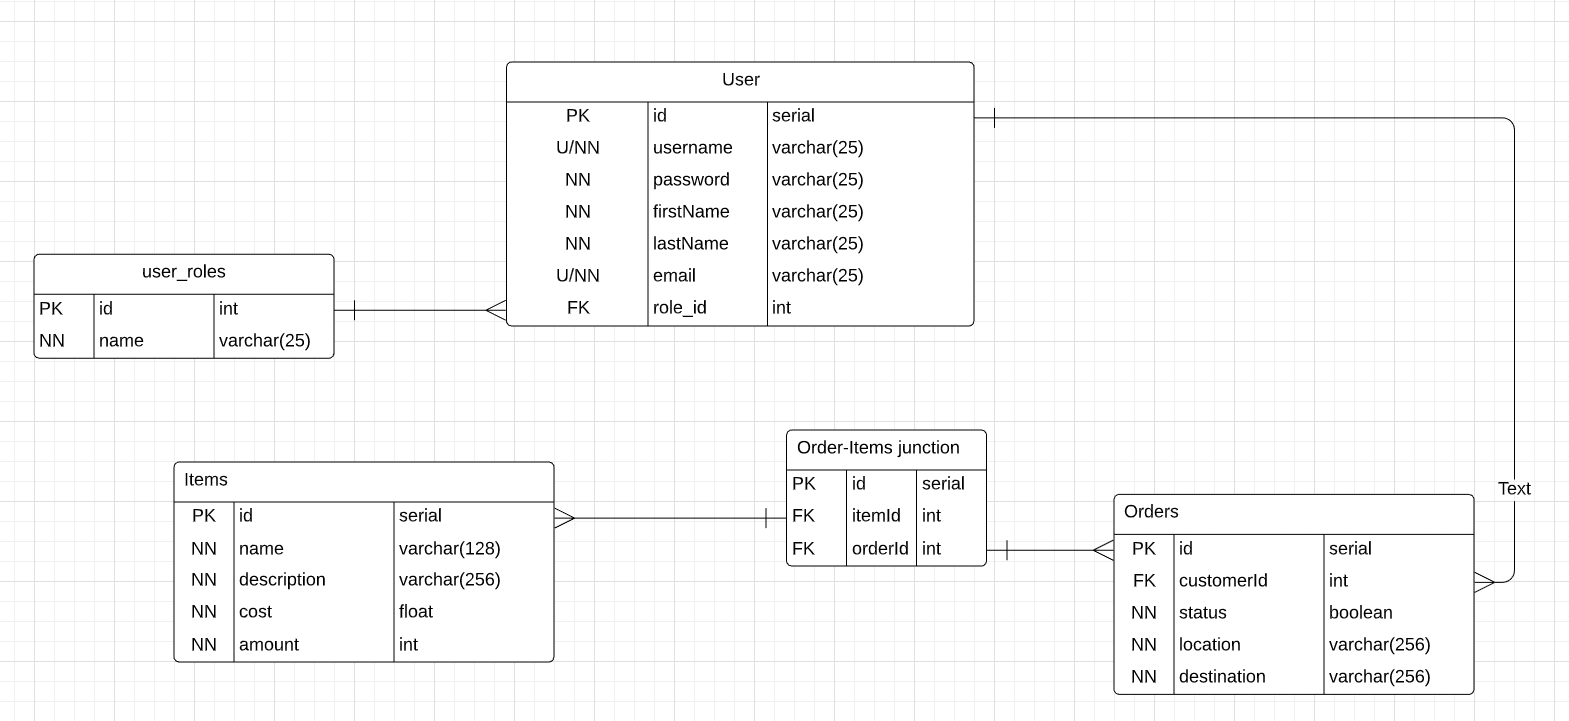 User
PK id serial
U/NN username varchar(25)
NN password varchar(25)
NN firstName varchar(25)
NN lastName varchar(25)
U/NN email varchar(25)
FK role_id int
user_roles
PK id int
NN name varchar(25)
Order-Items junction
PK id serial
FK itemId int
FK orderId int
Items
PK id serial
NN name varchar(128)
NN description varchar(256)
NN cost float
NN amount int
Text
Orders
PK id serial
FK customerId int
NN status boolean
NN location varchar(256)
NN destination varchar(256)